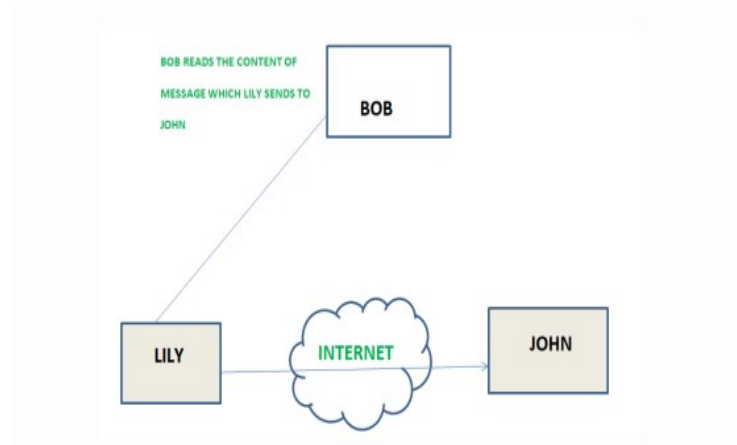 BOB READS THE CONTENT OF
MESSAGE WHICH LILY SENDS TO
JOHN
BOB
LILY
INTERNET
JOHN